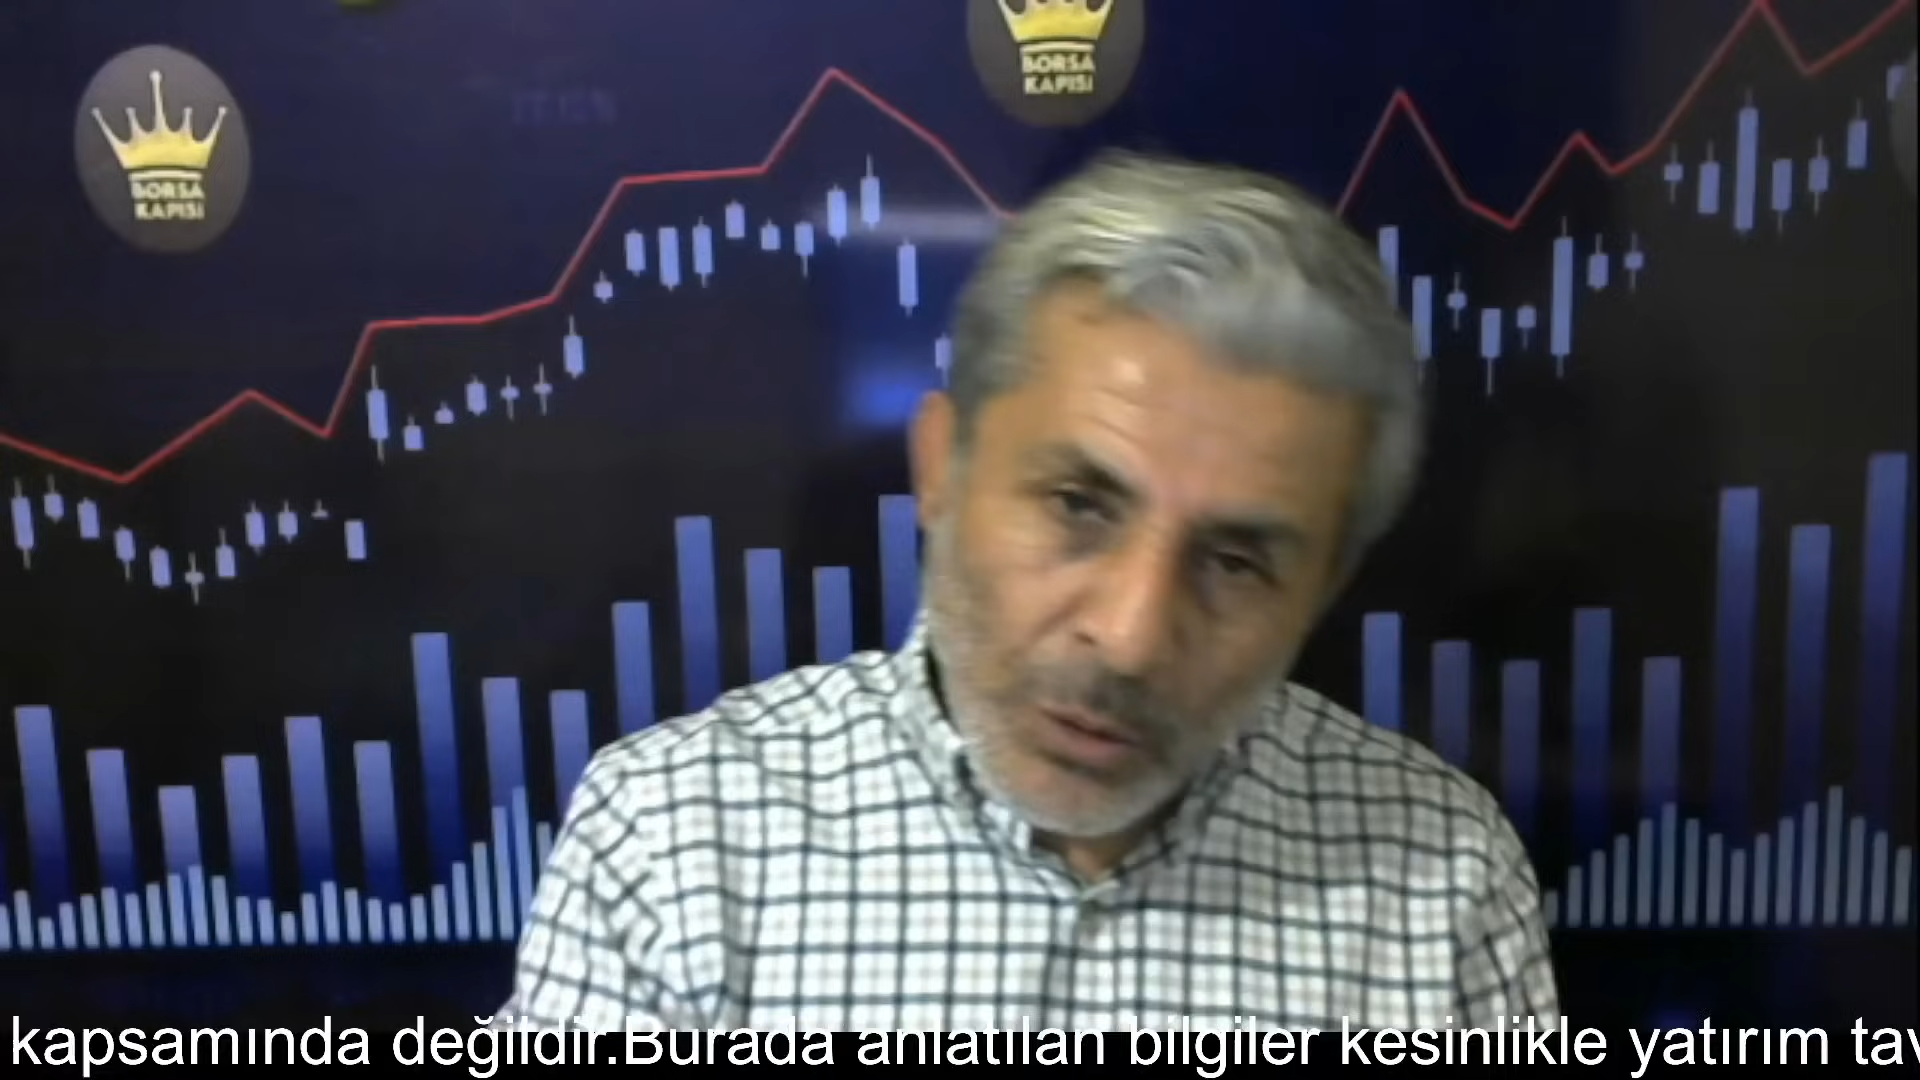 BORSA
KAPISI
BORSA
KAPISI
kapsamında değildir.Burada anlatılan bilgiler kesinlikle yatırım tav